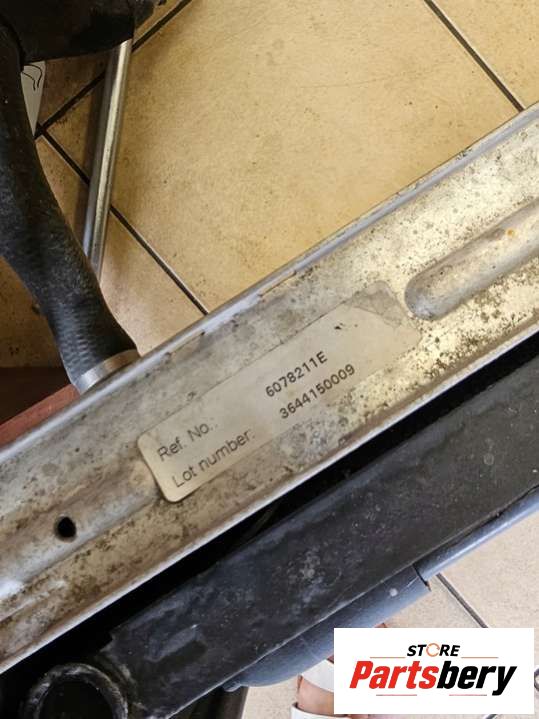 Ref. No.: 6078211E
Lot number: 3644150009
STORE
Partsbery